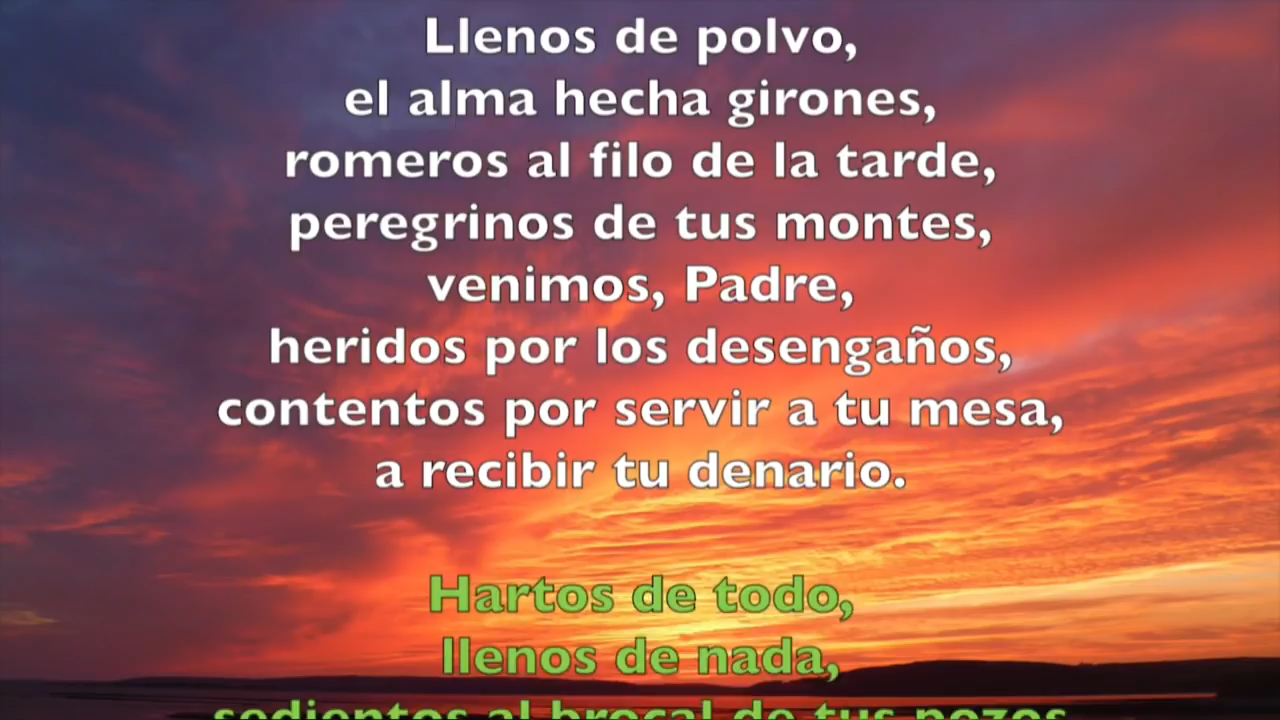 Llenos de polvo,
el alma hecha girones,
romeros al filo de la tarde,
peregrinos de tus montes,
venimos, Padre,
heridos por los desengaños,
contentos por servir a tu mesa,
a recibir tu denario.
Hartos de todo,
llenos de nada,
sedientos al brocal de tus pozos